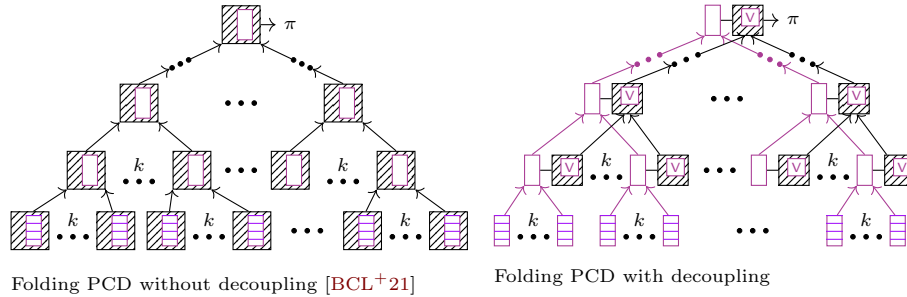 π
V
π
V
V
k
k
V
k
V
V
k
V
k
k
k
k
k
k
Folding PCD without decoupling [BCL+21]
Folding PCD with decoupling